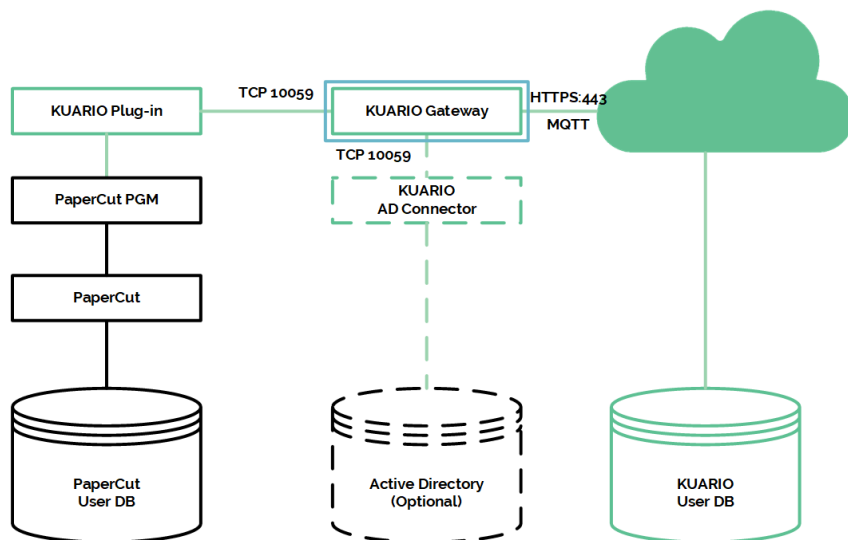 TCP 10059
HTTPS:443
KUARIO Plug-in
KUARIO Gateway
MQTT
TCP 10059
PaperCut PGM
KUARIO
AD Connector
PaperCut
PaperCut
User DB
Active Directory
(Optional)
KUARIO
User DB